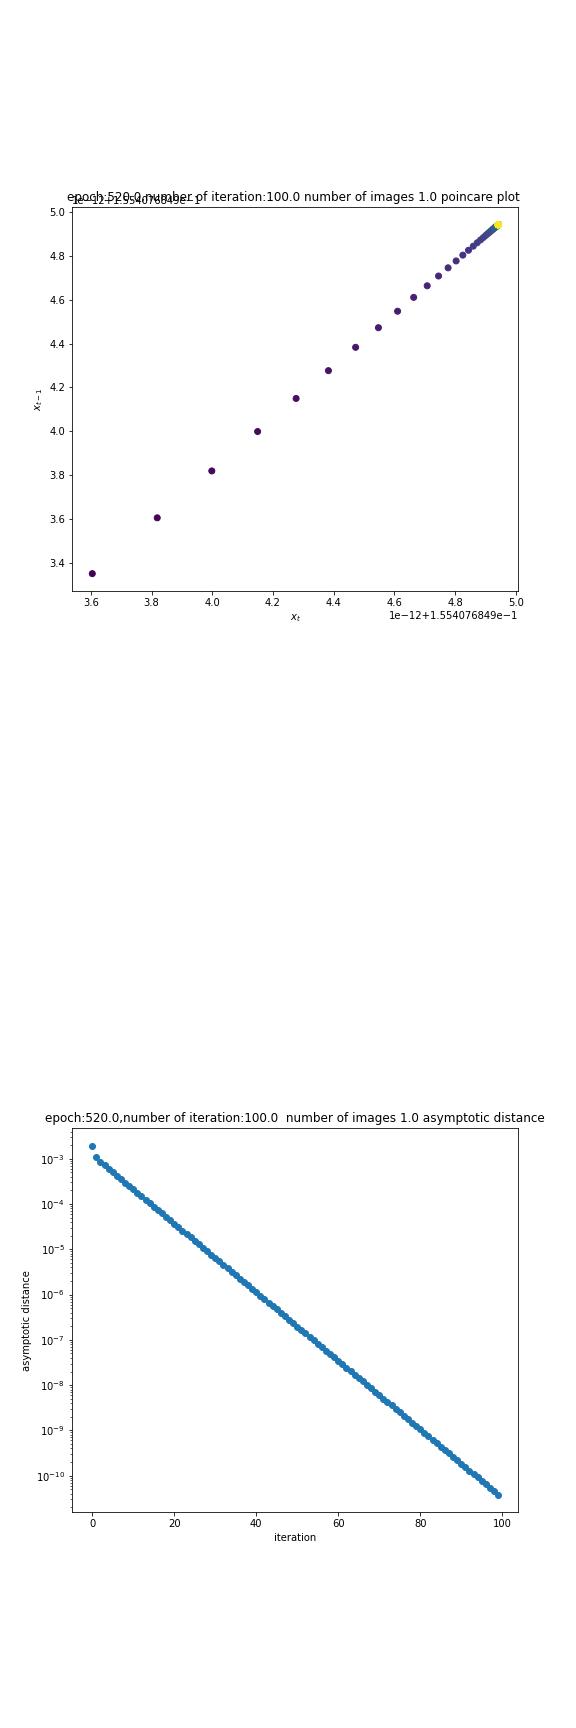 epoch:520.0,number of iteration:100.0 number of images 1.0 poincare plot
1e−12+1.554076849e−1
5.0
4.8
4.6
4.4
4.2
4.0
3.8
3.6
3.4
xt−1
3.6 3.8 4.0 4.2 4.4 4.6 4.8 5.0
xt
1e−12+1.554076849e−1
epoch:520.0,number of iteration:100.0 number of images 1.0 asymptotic distance
10−3
10−4
10−5
10−6
10−7
10−8
10−9
10−10
asymptotic distance
0 20 40 60 80 100
iteration